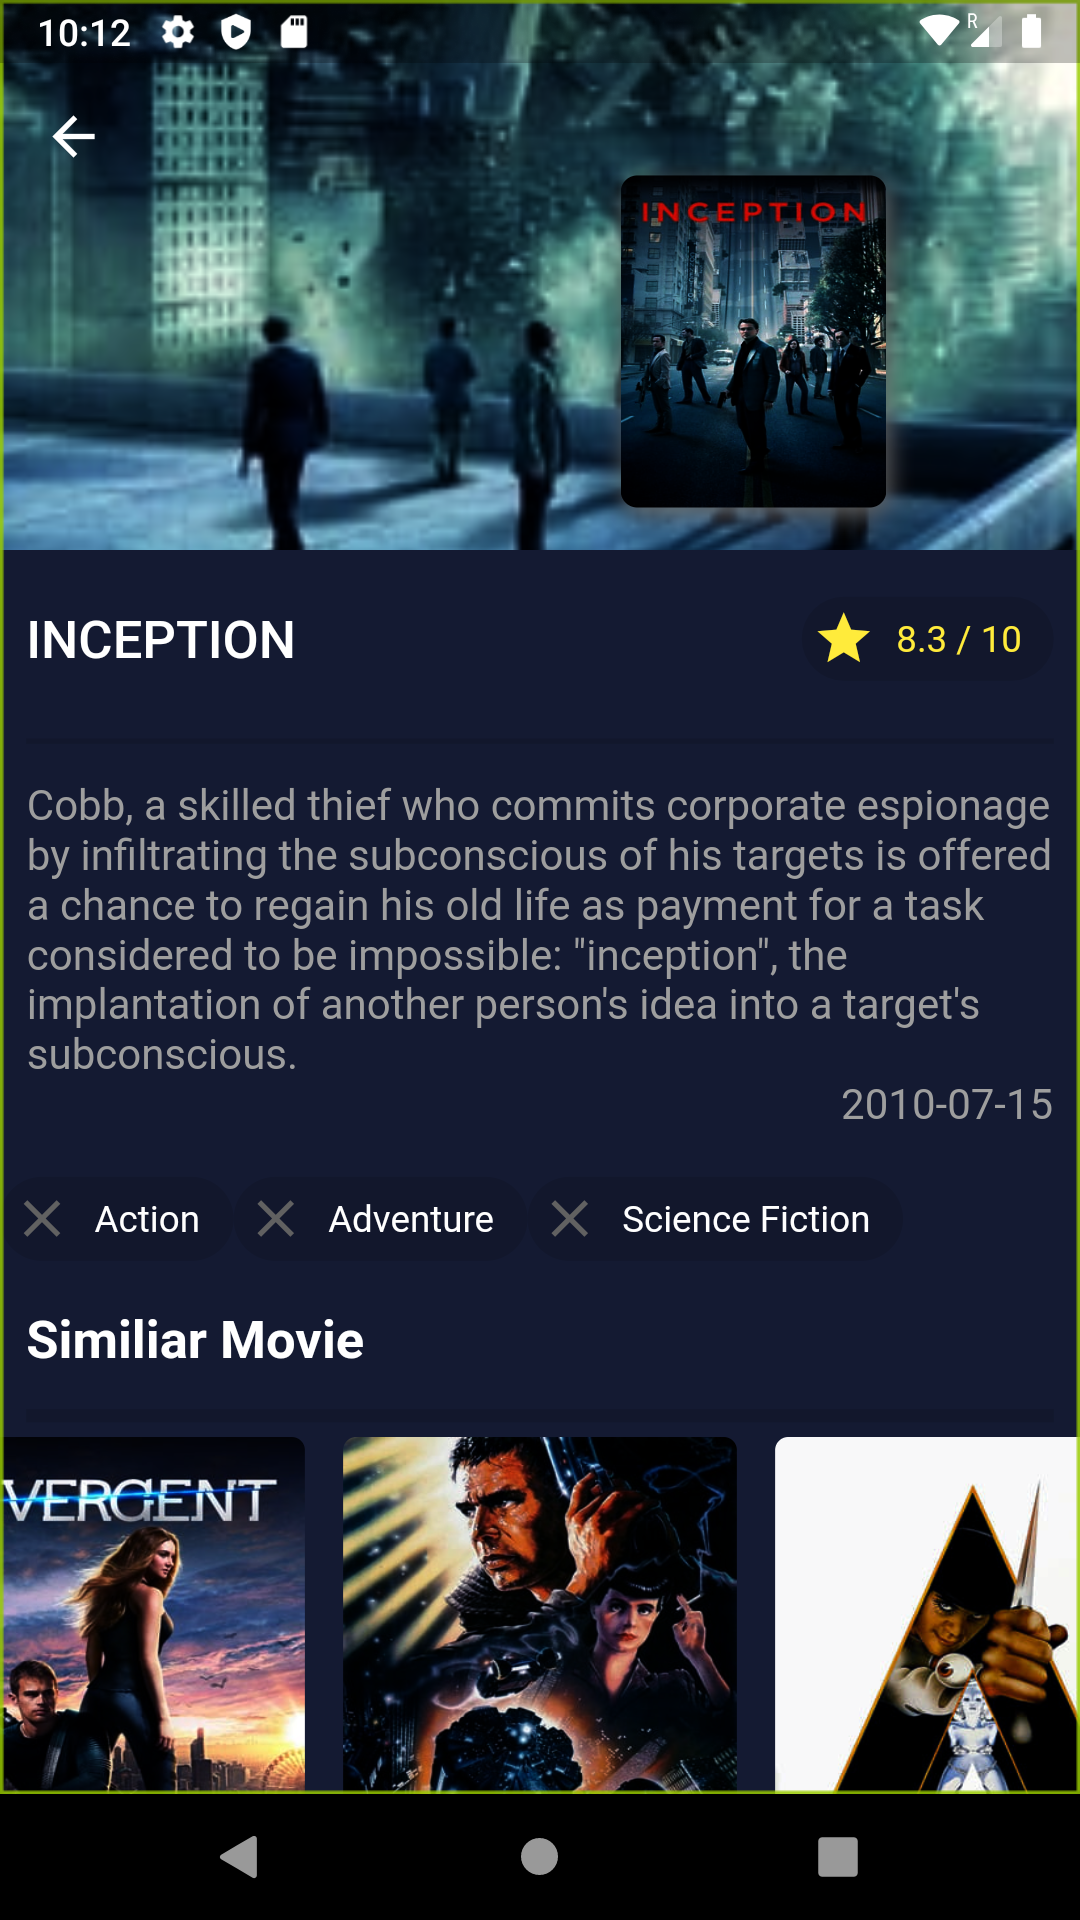 10:12
R
INCEPTION
INCEPTION
8.3 / 10
Cobb, a skilled thief who commits corporate espionage
by infiltrating the subconscious of his targets is offered
a chance to regain his old life as payment for a task
considered to be impossible: "inception", the
implantation of another person's idea into a target's
subconscious.
2010-07-15
Action
Adventure
Science Fiction
Similiar Movie
VERGENT